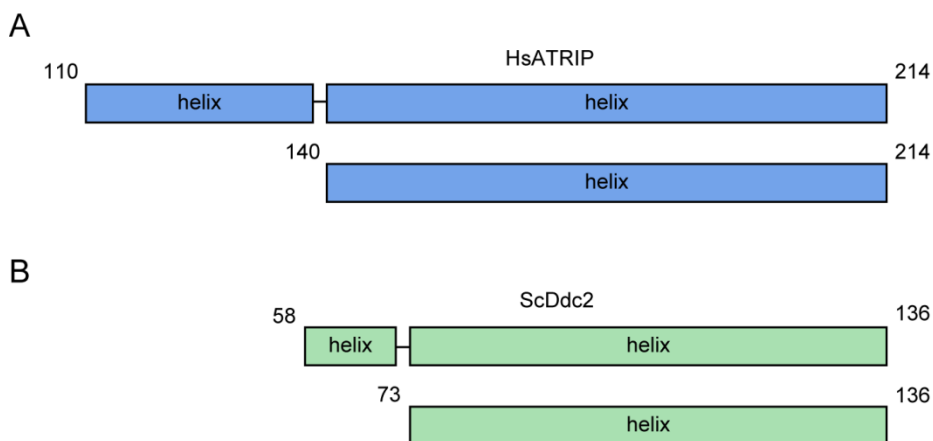 A
HsATRIP
110
214
helix
helix
140
214
helix
B
ScDdc2
58
136
helix
helix
73
136
helix